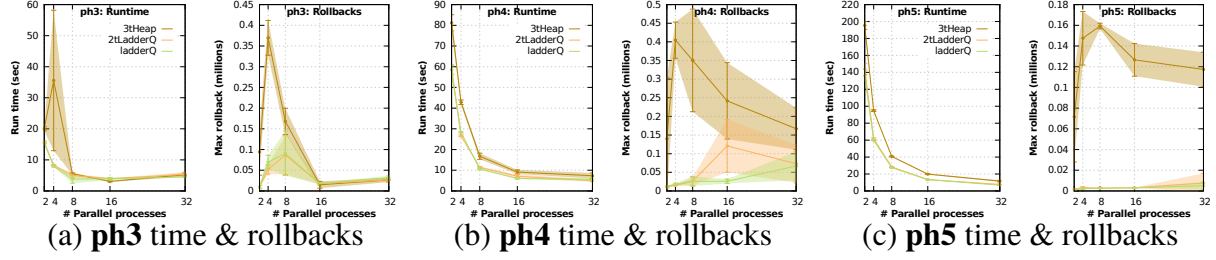 ph3: Runtime
3tHeap
2tLadderQ
ladderQ
Run time (sec)
60
50
40
30
20
10
0
2 4 8 16 32
# Parallel processes
ph3: Rollbacks
Max rollback (millions)
0.45
0.4
0.35
0.3
0.25
0.2
0.15
0.1
0.05
0
2 4 8 16 32
# Parallel processes
(a) ph3 time & rollbacks
ph4: Runtime
3tHeap
2tLadderQ
ladderQ
Run time (sec)
90
80
70
60
50
40
30
20
10
0
2 4 8 16 32
# Parallel processes
ph4: Rollbacks
Max rollback (millions)
0.5
0.45
0.4
0.35
0.3
0.25
0.2
0.15
0.1
0.05
0
2 4 8 16 32
# Parallel processes
(b) ph4 time & rollbacks
ph5: Runtime
3tHeap
2tLadderQ
ladderQ
Run time (sec)
220
200
180
160
140
120
100
80
60
40
20
0
2 4 8 16 32
# Parallel processes
ph5: Rollbacks
Max rollback (millions)
0.18
0.16
0.14
0.12
0.1
0.08
0.06
0.04
0.02
0
2 4 8 16 32
# Parallel processes
(c) ph5 time & rollbacks